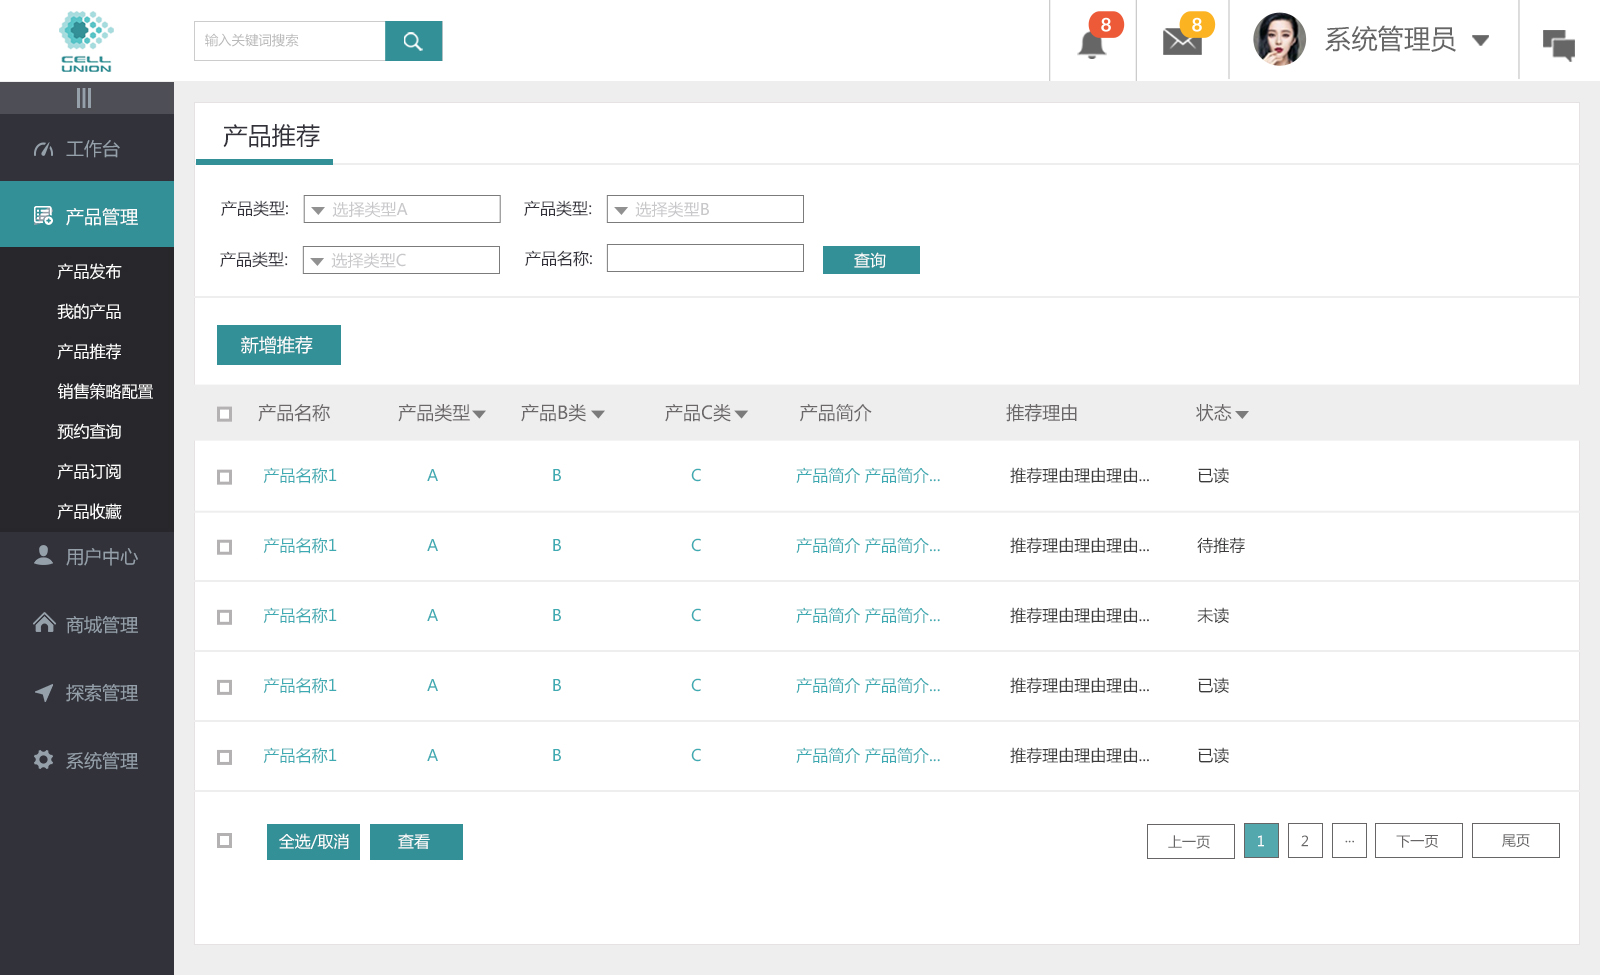 CELL
UNION
输入关键词搜索
8
8
系统管理员
工作台
产品管理
产品发布
我的产品
产品推荐
销售策略配置
预约查询
产品订阅
产品收藏
用户中心
商城管理
探索管理
系统管理
产品推荐
产品类型: 选择类型A 产品类型: 选择类型B
产品类型: 选择类型C 产品名称: 查询
新增推荐
产品名称 产品类型 产品B类 产品C类 产品简介 推荐理由 状态
产品名称1 A B C 产品简介 产品简介... 推荐理由理由理由... 已读
产品名称1 A B C 产品简介 产品简介... 推荐理由理由理由... 待推荐
产品名称1 A B C 产品简介 产品简介... 推荐理由理由理由... 未读
产品名称1 A B C 产品简介 产品简介... 推荐理由理由理由... 已读
产品名称1 A B C 产品简介 产品简介... 推荐理由理由理由... 已读
全选/取消 查看 上一页 1 2 ... 下一页 尾页